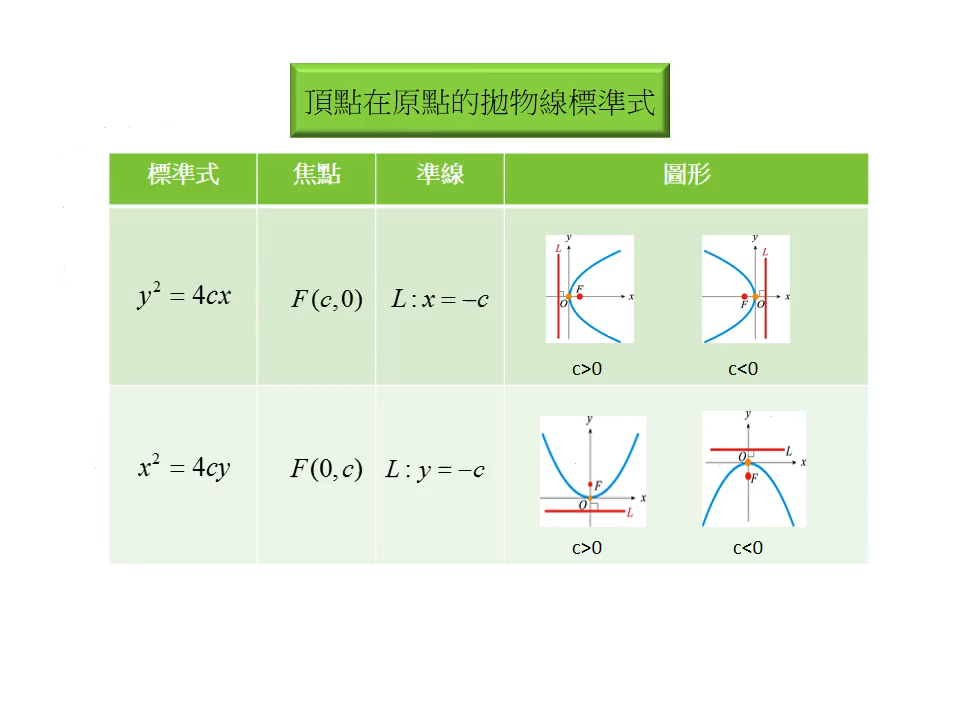 頂點在原點的拋物線標準式
標準式 焦點 準線 圖形
y² = 4cx F(c,0) L : x = −c
L y F O x
y L F O x
c>0 c<0
x² = 4cy F(0,c) L : y = −c
y F O x L
y O L x F
c>0 c<0